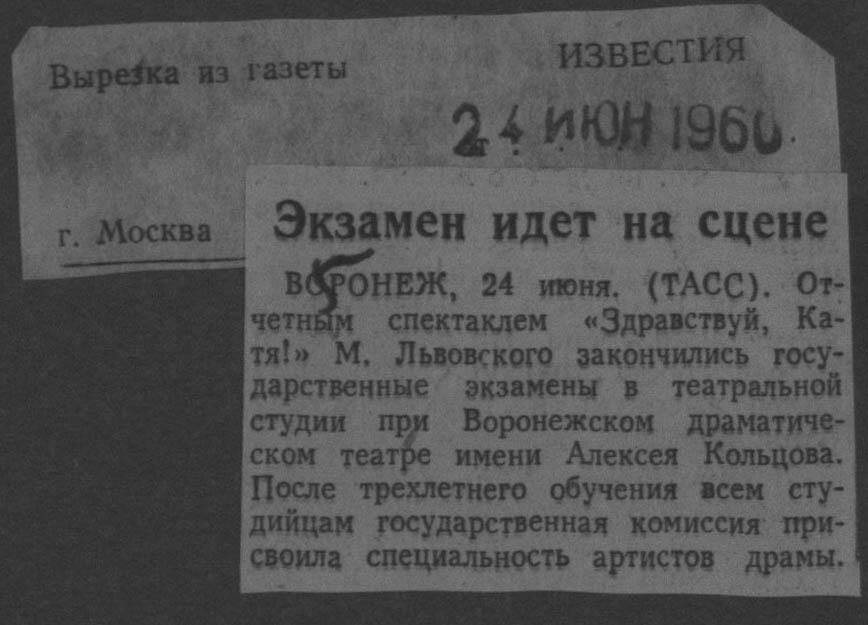 Вырезка из газеты
ИЗВЕСТИЯ
24 ИЮН 1960
г. Москва
Экзамен идет на сцене
ВОРОНЕЖ, 24 июня. (ТАСС). От-
четным спектаклем «Здравствуй, Ка-
тя!» М. Львовского закончились госу-
дарственные экзамены в театральной
студии при Воронежском драматиче-
ском театре имени Алексея Кольцова.
После трехлетнего обучения всем сту-
дийцам государственная комиссия при-
своила специальность артистов драмы.